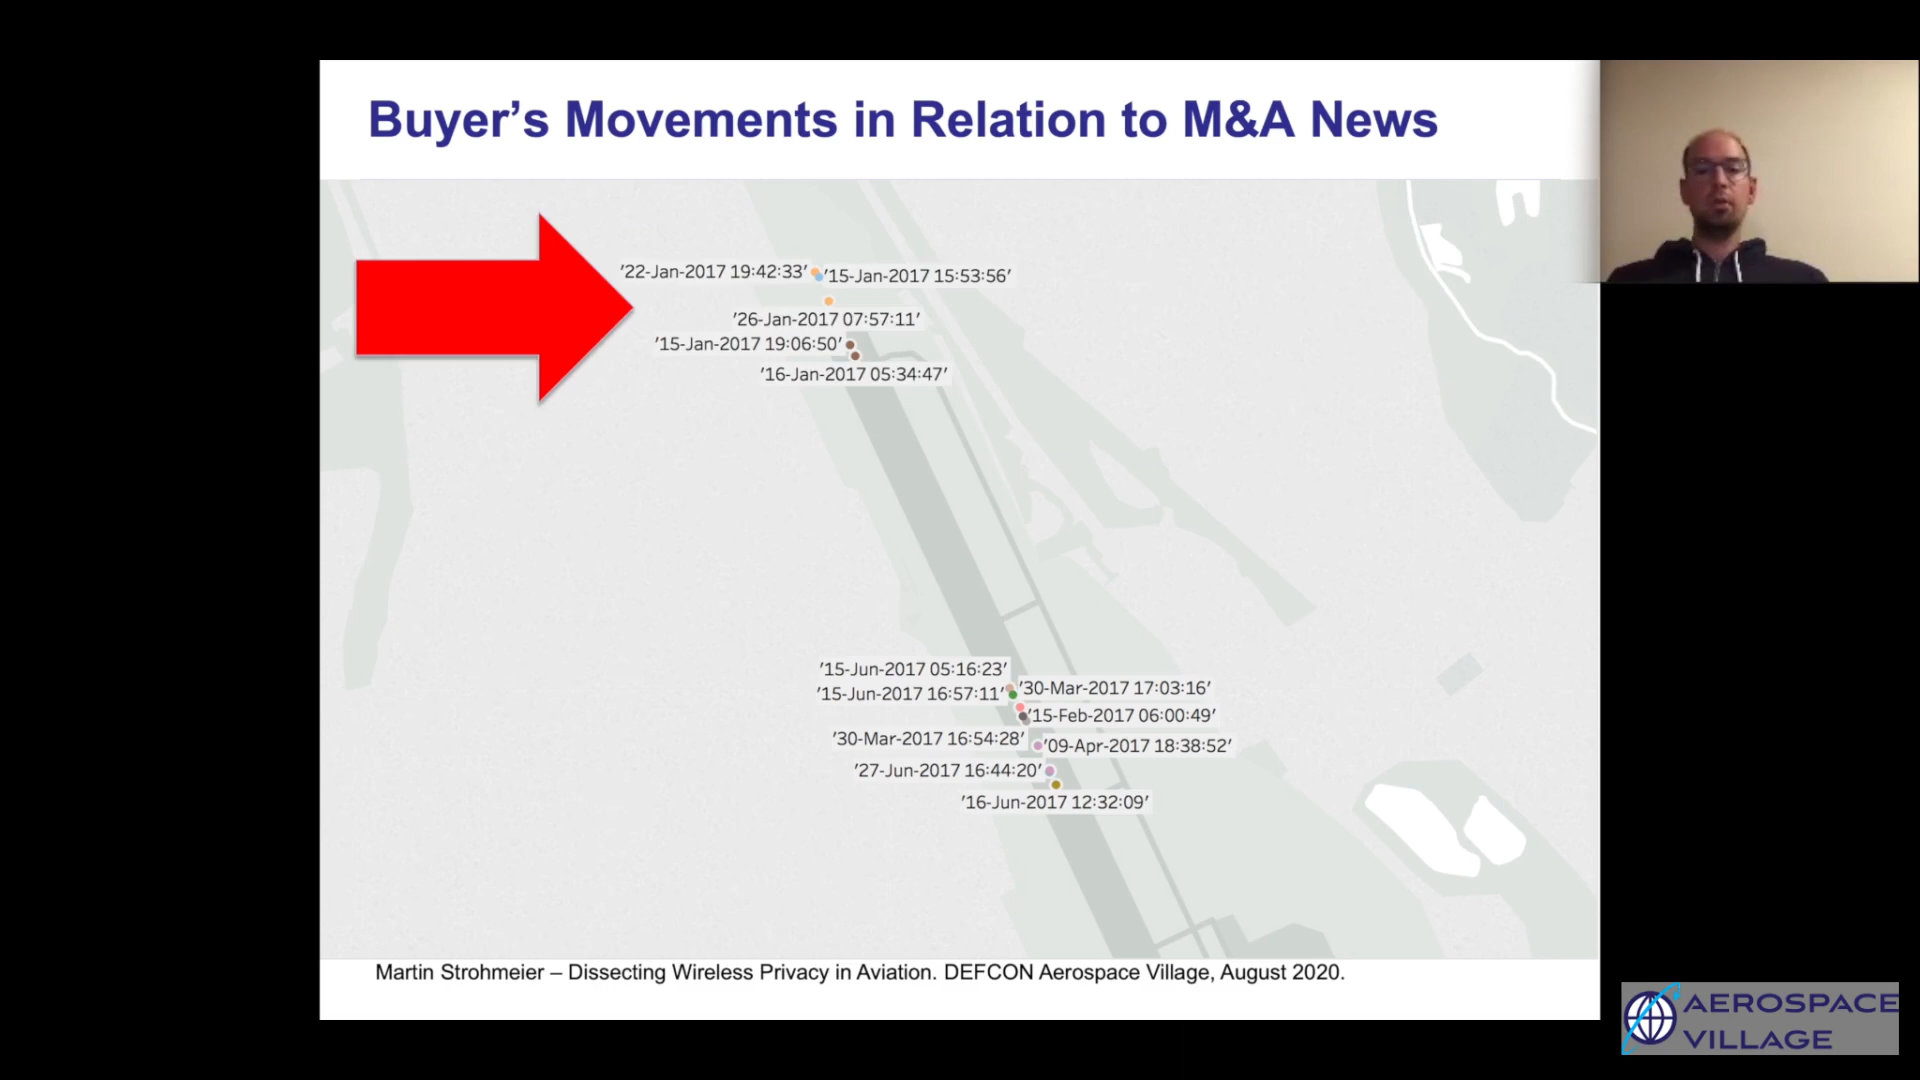 Buyer’s Movements in Relation to M&A News
'22-Jan-2017 19:42:33'
'15-Jan-2017 15:53:56'
'26-Jan-2017 07:57:11'
'15-Jan-2017 19:06:50'
'16-Jan-2017 05:34:47'
'15-Jun-2017 05:16:23'
'15-Jun-2017 16:57:11'
'30-Mar-2017 17:03:16'
'15-Feb-2017 06:00:49'
'30-Mar-2017 16:54:28'
'09-Apr-2017 18:38:52'
'27-Jun-2017 16:44:20'
'16-Jun-2017 12:32:09'
Martin Strohmeier – Dissecting Wireless Privacy in Aviation. DEFCON Aerospace Village, August 2020.
AEROSPACE
VILLAGE